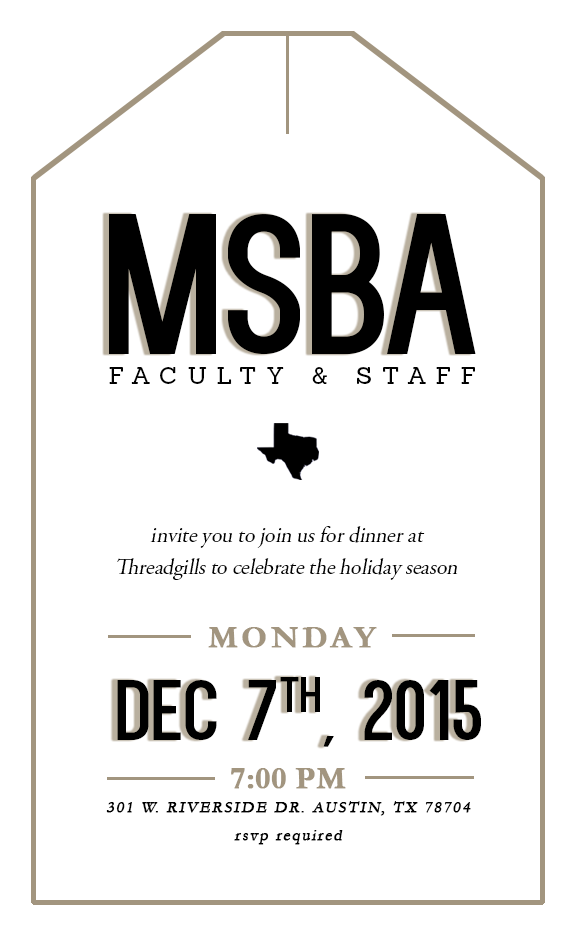 MSBA
FACULTY & STAFF
invite you to join us for dinner at
Threadgills to celebrate the holiday season
MONDAY
DEC 7TH, 2015
7:00 PM
301 W. RIVERSIDE DR. AUSTIN, TX 78704
rsvp required